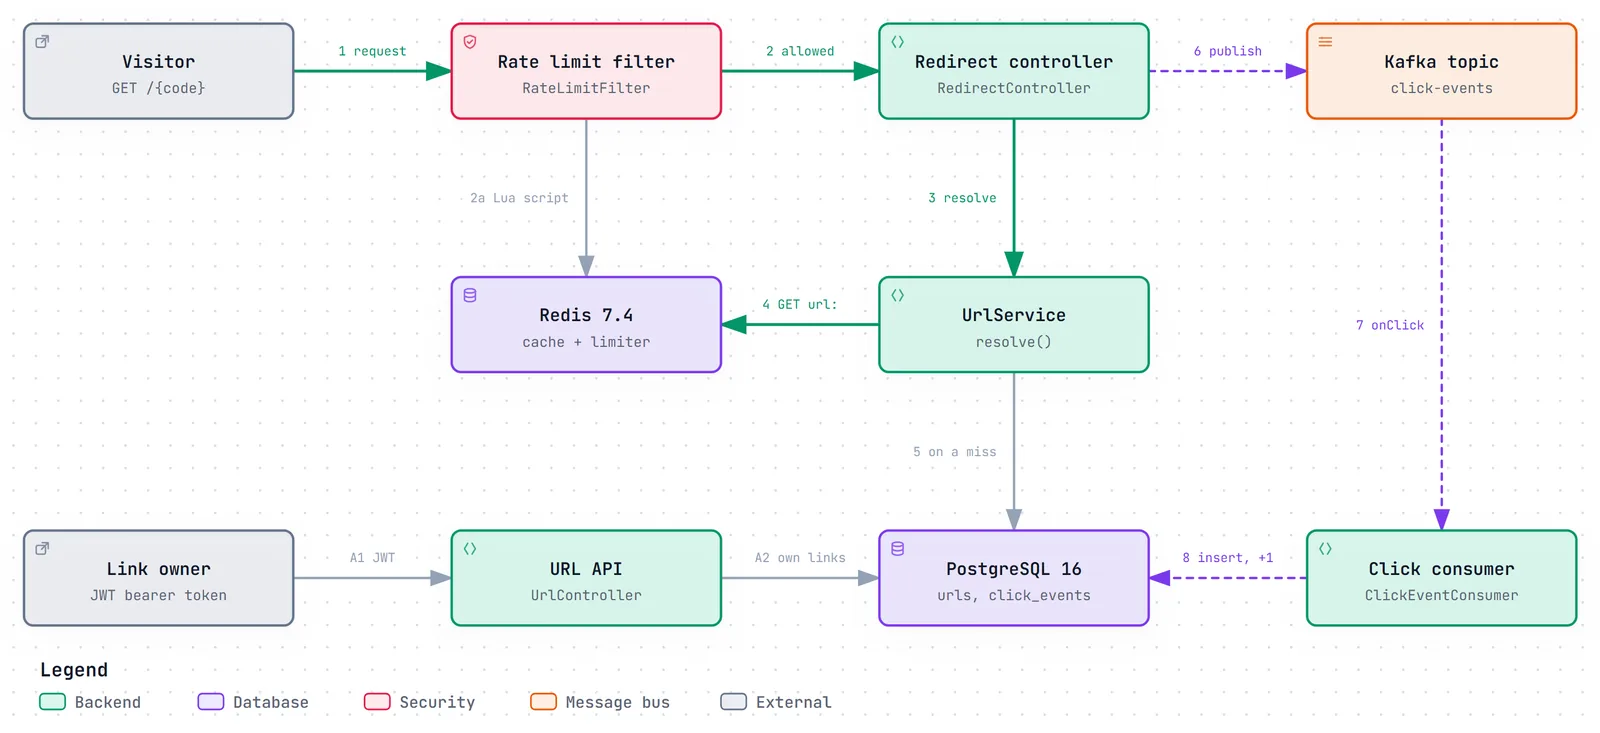 Visitor
GET /{code}
1 request
Rate limit filter
RateLimitFilter
2 allowed
Redirect controller
RedirectController
6 publish
Kafka topic
click-events
2a Lua script
3 resolve
Redis 7.4
cache + limiter
4 GET url:
UrlService
resolve()
7 onClick
5 on a miss
Link owner
JWT bearer token
A1 JWT
URL API
UrlController
A2 own links
PostgreSQL 16
urls, click_events
8 insert, +1
Click consumer
ClickEventConsumer
Legend
Backend
Database
Security
Message bus
External